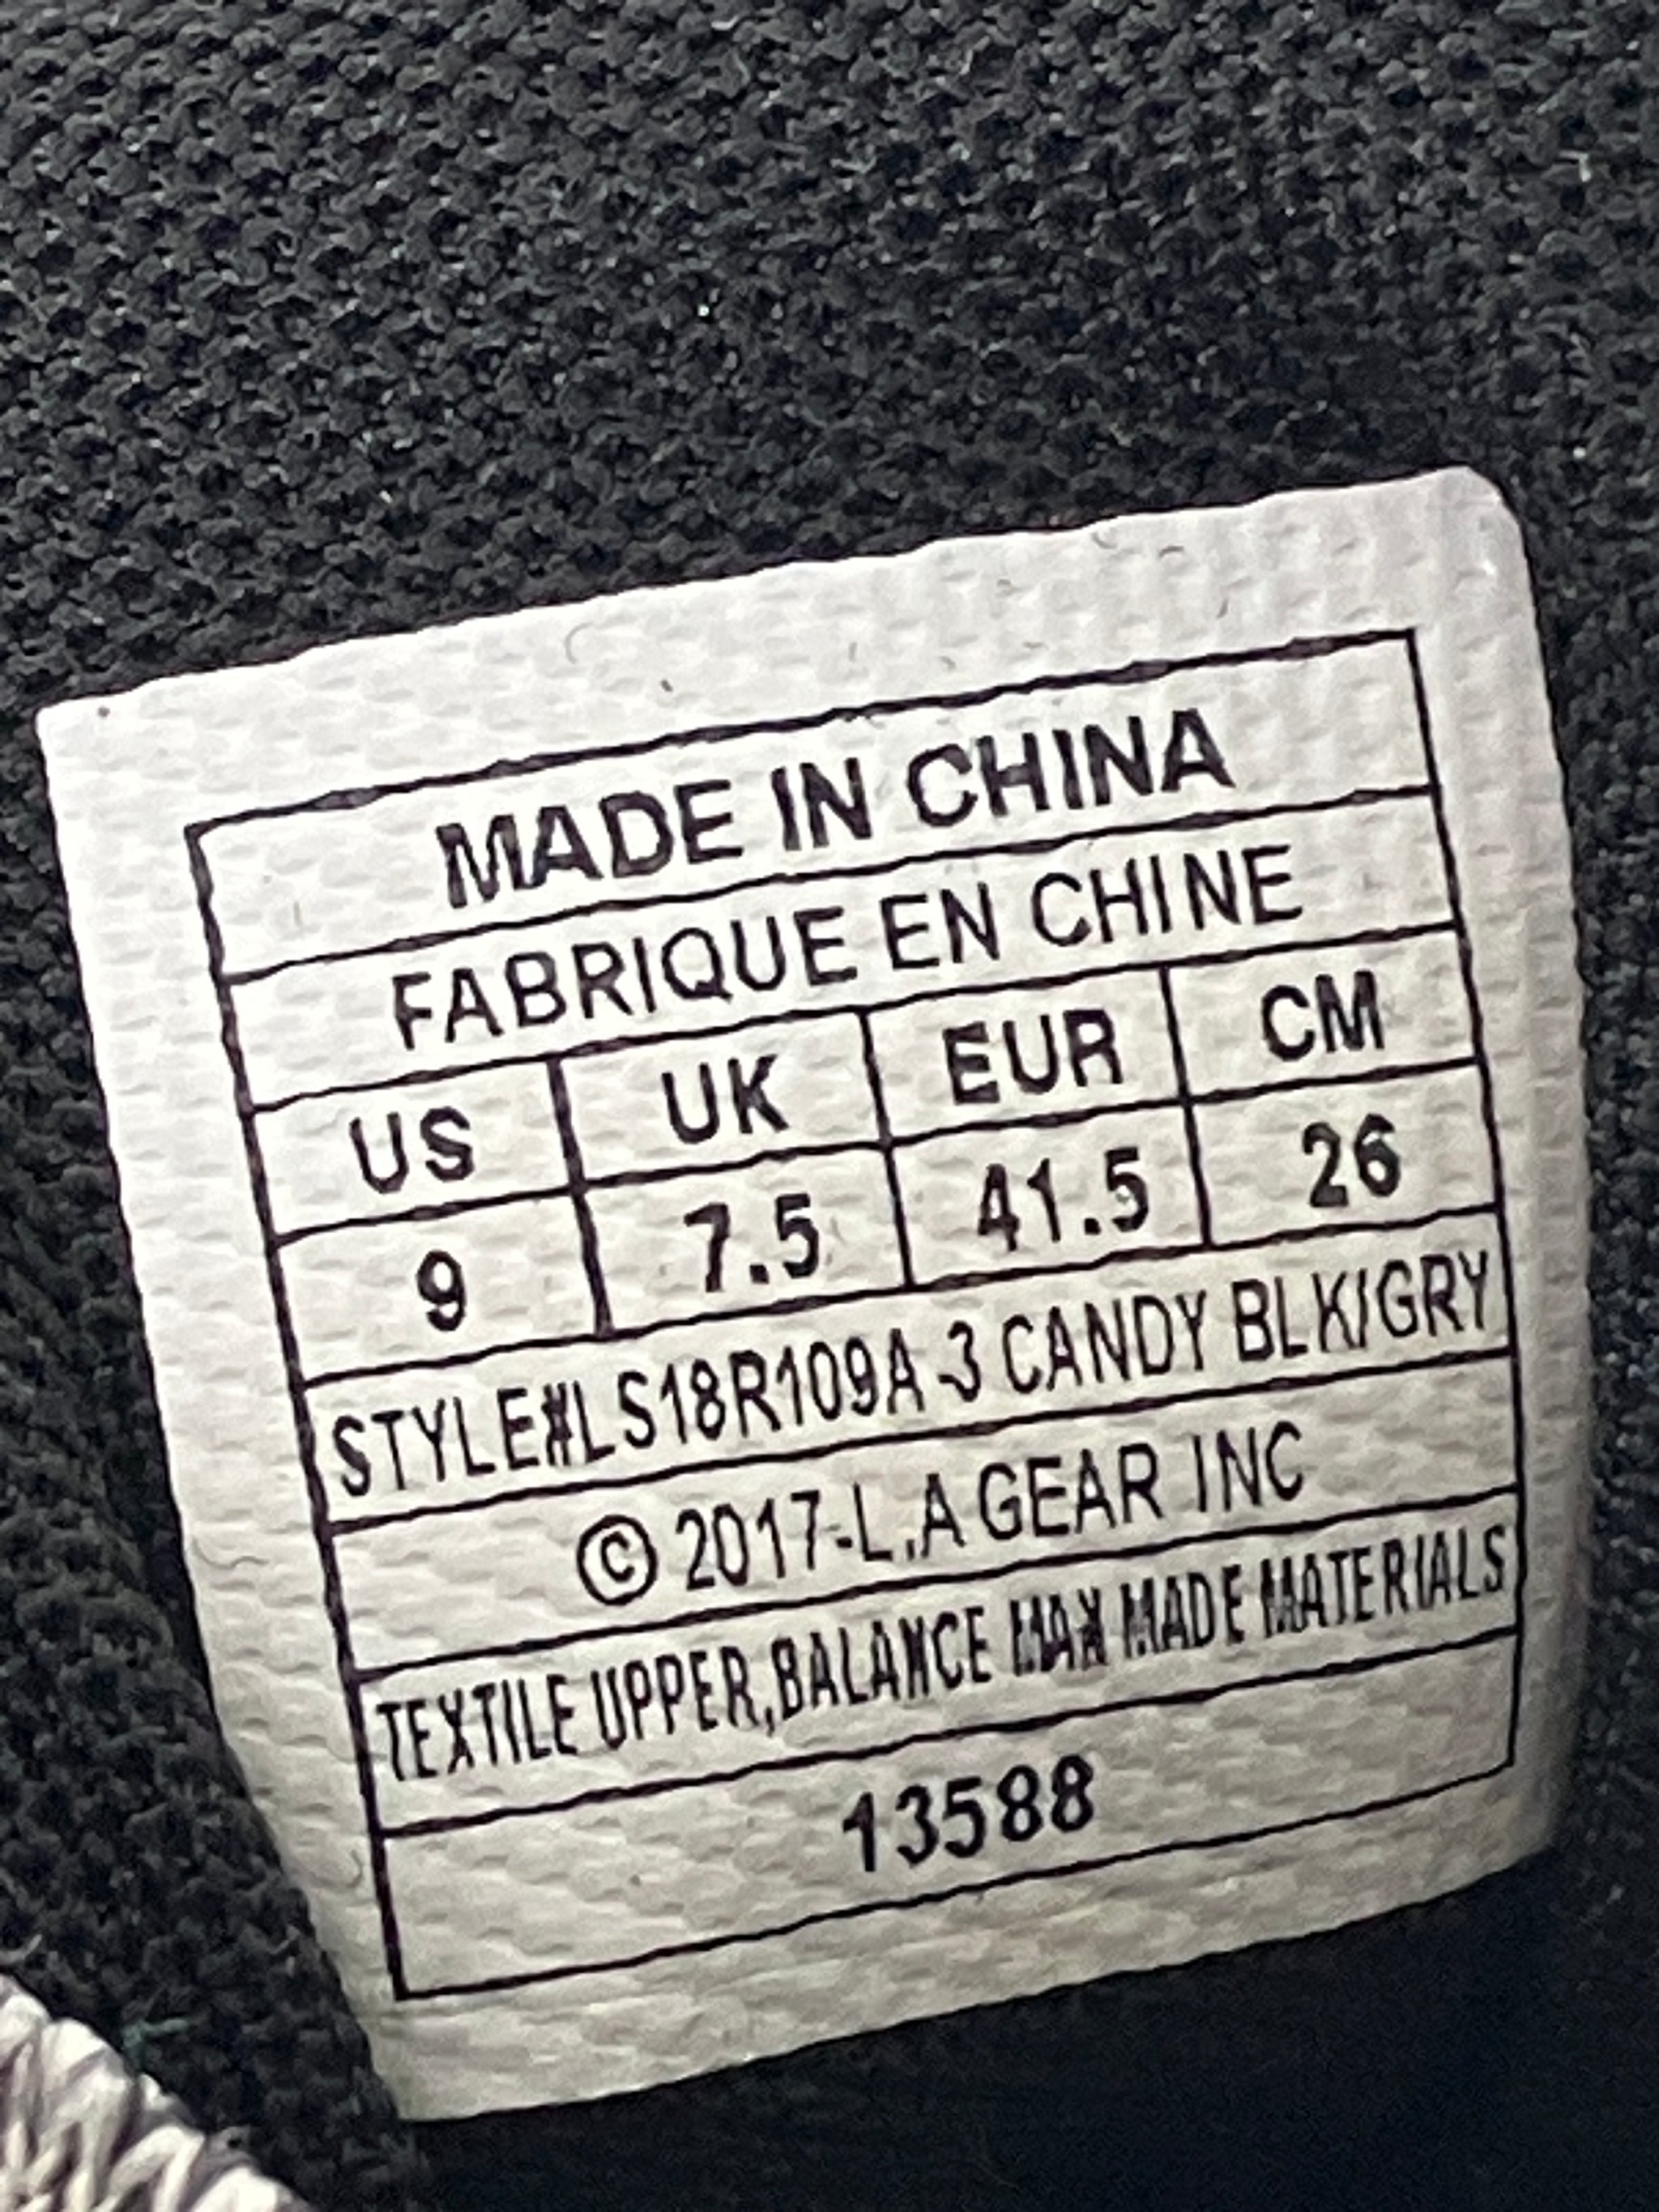 MADE IN CHINA
FABRIQUE EN CHINE
US UK EUR CM
9 7.5 41.5 26
STYLE#LS18R109A-3 CANDY BLK/GRY
© 2017-L.A GEAR INC
TEXTILE UPPER,BALANCE MAX MADE MATERIALS
13588